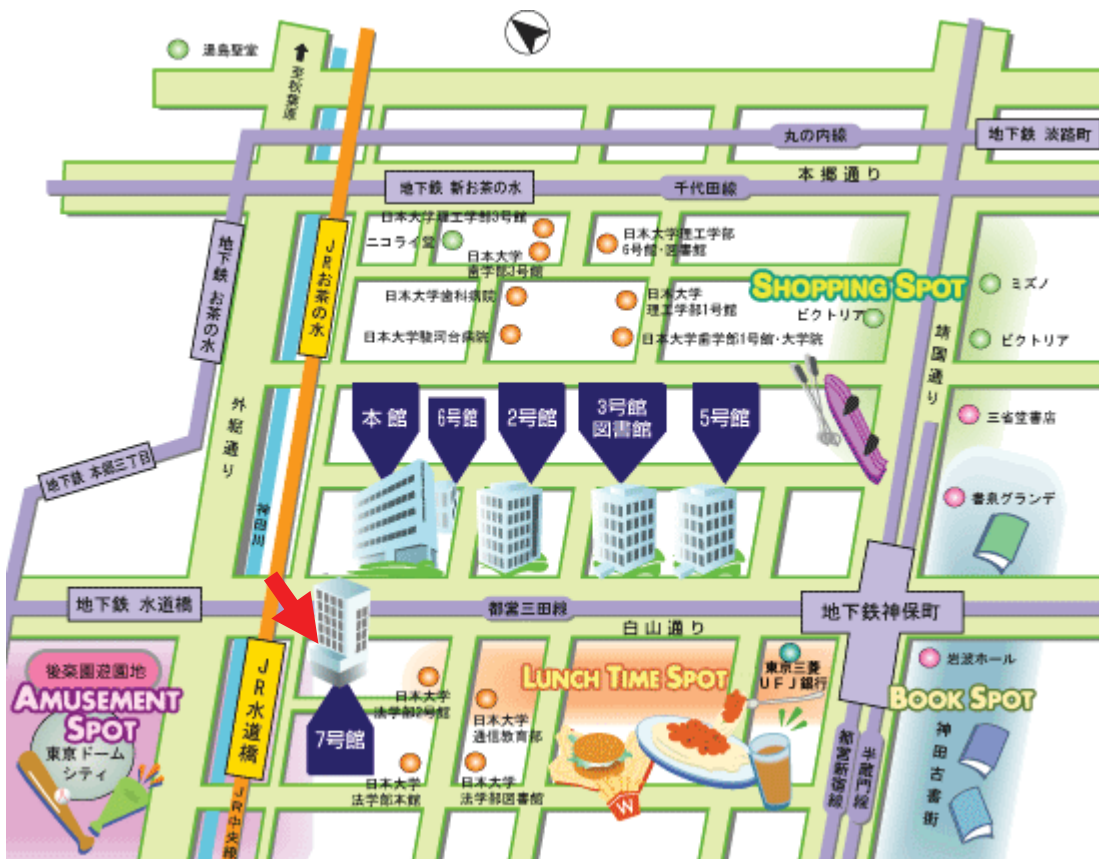 湯島聖堂
至秋葉原
丸の内線
地下鉄 淡路町
本郷通り
地下鉄 新お茶の水
千代田線
日本大学理工学部3号館
ニコライ堂
日本大学
歯学部3号館
日本大学理工学部
6号館・図書館
地下鉄 お茶の水
JRお茶の水
SHOPPING SPOT
ミズノ
日本大学歯科病院
日本大学
理工学部1号館
ビクトリア
日本大学駿河台病院
日本大学歯学部1号館・大学院
ビクトリア
靖国通り
外堀通り
本館
6号館
2号館
3号館
図書館
5号館
三省堂書店
地下鉄 本郷三丁目
書泉グランデ
神田川
地下鉄 水道橋
都営三田線
地下鉄神保町
白山通り
後楽園遊園地
AMUSEMENT
SPOT
東京ドーム
シティ
JR水道橋
7号館
日本大学
法学部2号館
LUNCH TIME SPOT
東京三菱
UFJ銀行
岩波ホール
BOOK SPOT
日本大学
通信教育部
日本大学
法学部本館
日本大学
法学部図書館
W
JR中央線
都営新宿線
半蔵門線
神田古書街